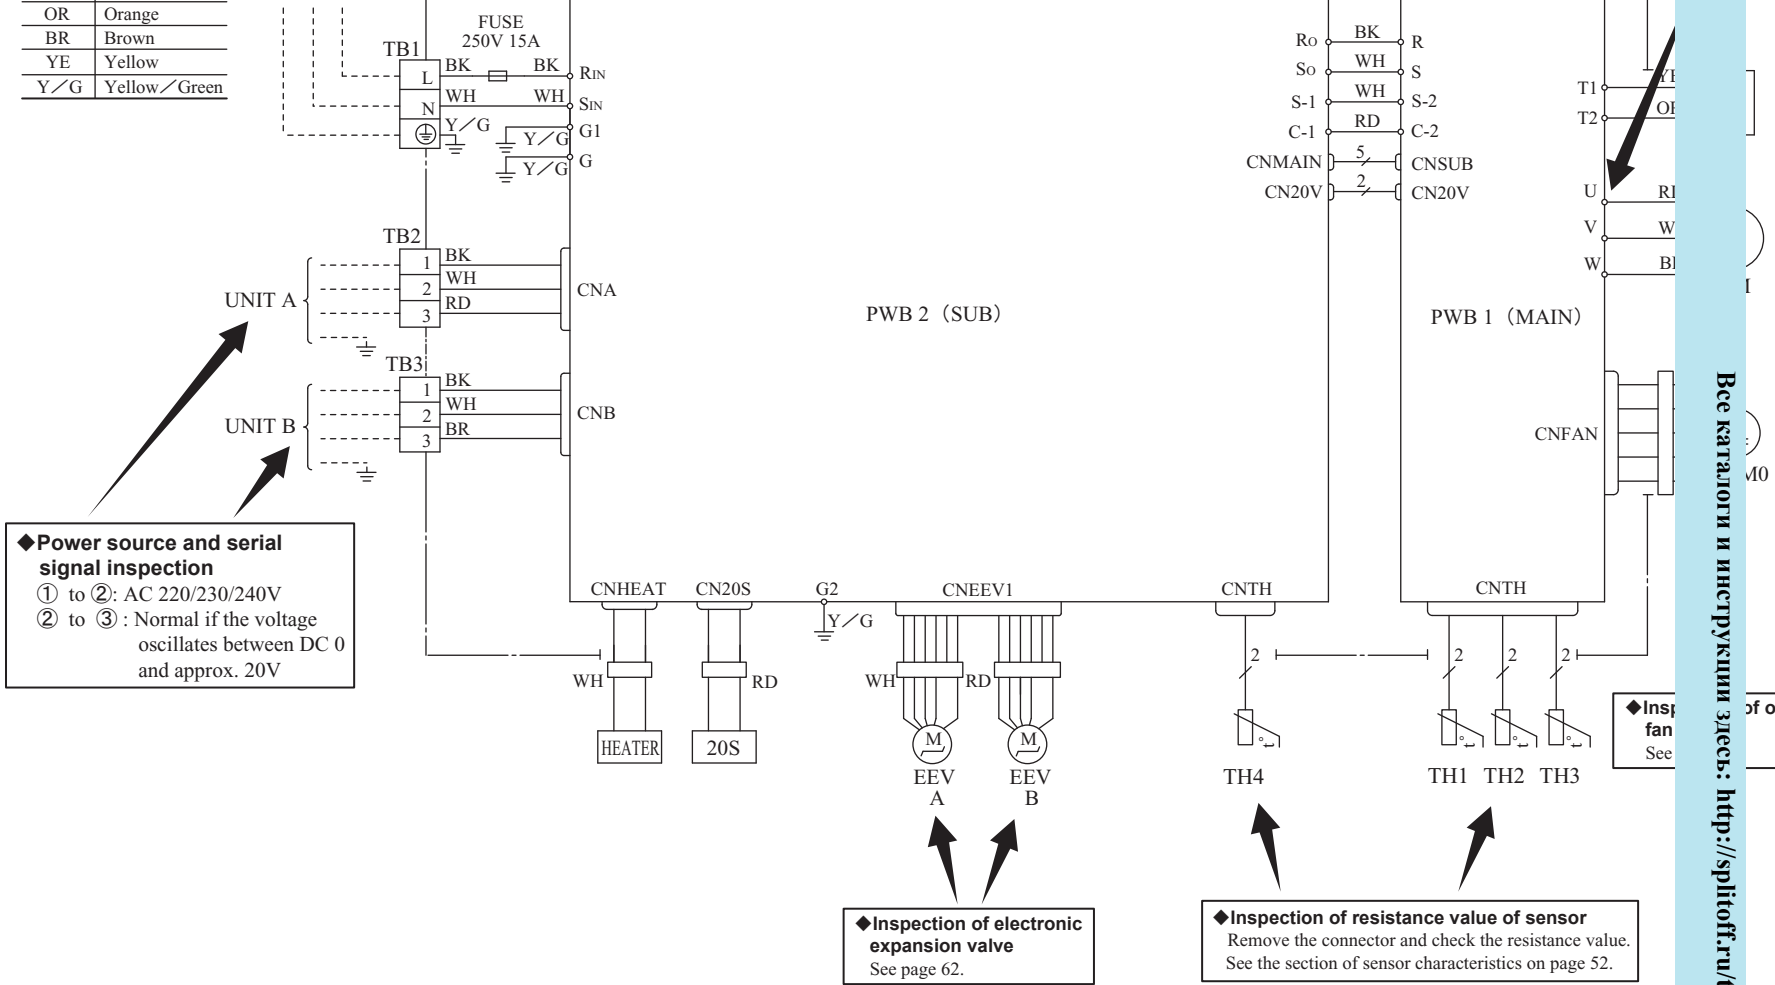 OR Orange
BR Brown
YE Yellow
Y／G Yellow／Green
FUSE
250V 15A
TB1
L BK BK RIN
N WH WH SIN
Y／G
Y／G G1
Y／G G
TB2
UNIT A
1 BK
2 WH
3 RD
CNA
TB3
UNIT B
1 BK
2 WH
3 BR
CNB
PWB 2（SUB）
RO BK R
SO WH S
S-1 WH S-2
C-1 RD C-2
CNMAIN 5 CNSUB
CN20V 2 CN20V
T1
T2
U
V
W
PWB 1（MAIN）
CNFAN
M0
◆Power source and serial
signal inspection
① to ②: AC 220/230/240V
② to ③ : Normal if the voltage
oscillates between DC 0
and approx. 20V
CNHEAT
WH
HEATER
CN20S
RD
20S
G2
Y／G
CNEEV1
WH RD
M M
EEV EEV
A B
CNTH
2
t°
TH4
CNTH
2 2 2
t° t° t°
TH1 TH2 TH3
◆Inspection of electronic
expansion valve
See page 62.
◆Inspection of resistance value of sensor
Remove the connector and check the resistance value.
See the section of sensor characteristics on page 52.
of
fan
See
Все каталоги и инструкции здесь: http://splitoff.ru/